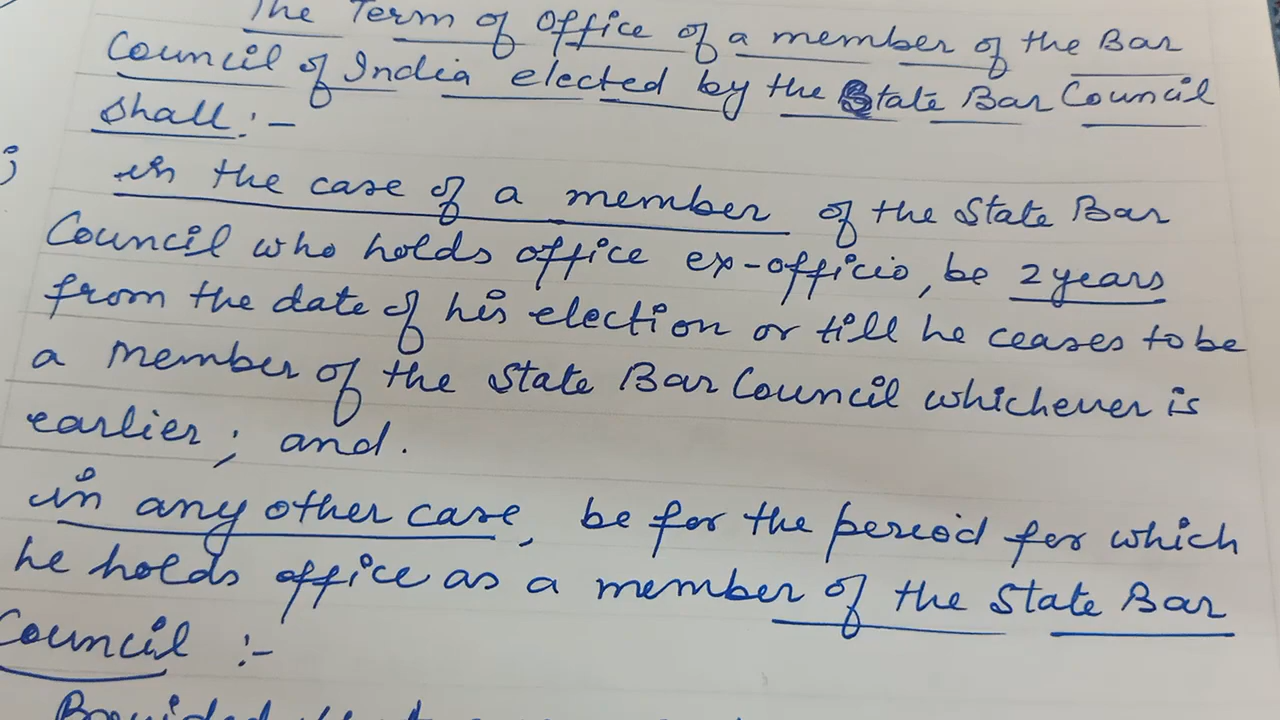 The Term of Office of a member of the Bar
Council of India elected by the State Bar Council
shall :-
in the case of a member of the State Bar
Council who holds office ex-officio, be 2 years
from the date of his election or till he ceases to be
a member of the State Bar Council whichever is
earlier; and.
in any other case, be for the period for which
he holds office as a member of the State Bar
Council :-
Provided that